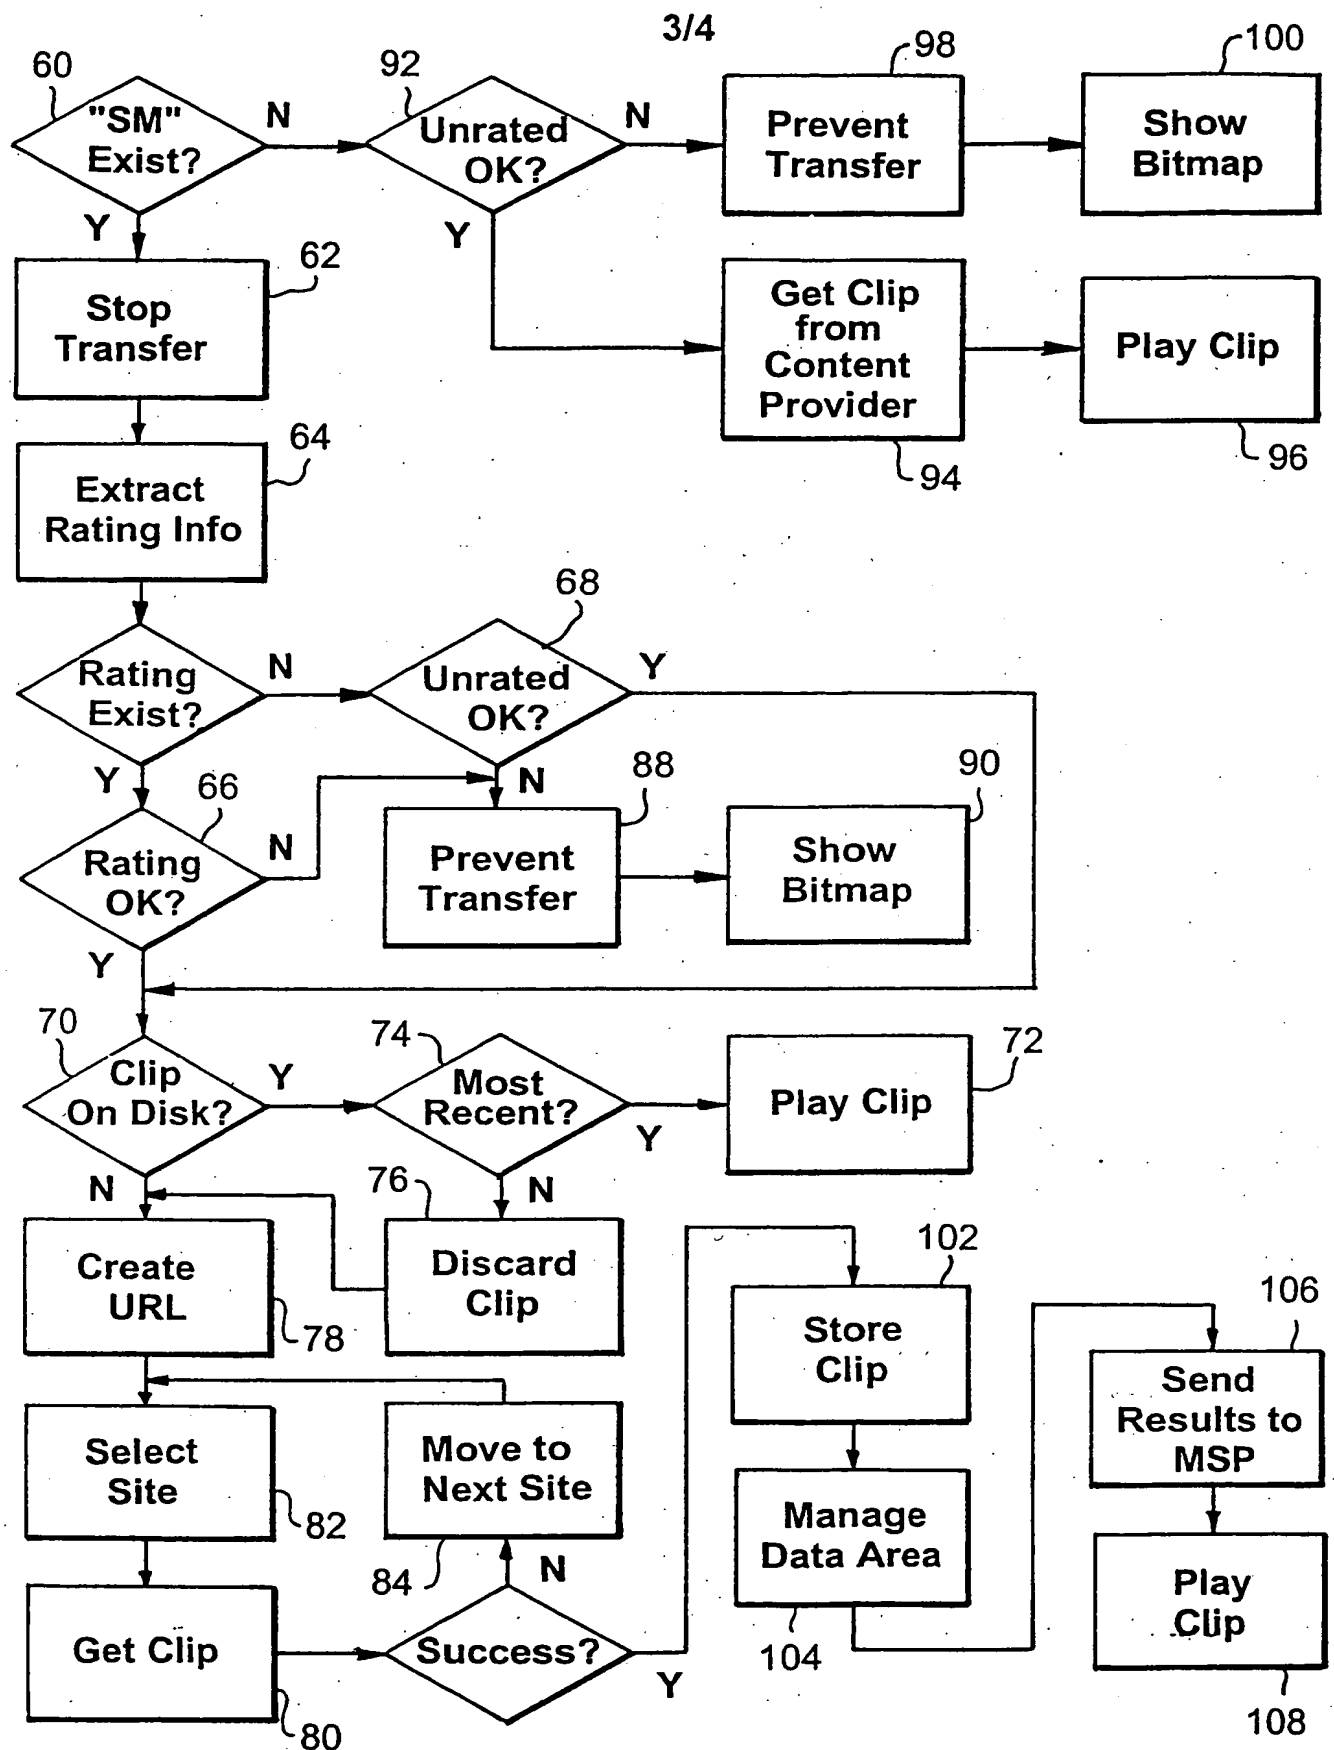 3/4
60
"SM"
Exist?
N
Y
92
Unrated
OK?
N
Y
98
Prevent
Transfer
100
Show
Bitmap
62
Stop
Transfer
Get Clip
from
Content
Provider
94
Play Clip
96
64
Extract
Rating Info
Rating
Exist?
N
Y
68
Unrated
OK?
Y
N
66
Rating
OK?
N
Y
88
Prevent
Transfer
90
Show
Bitmap
70
Clip
On Disk?
Y
N
74
Most
Recent?
Y
N
72
Play Clip
76
Discard
Clip
Create
URL
78
Select
Site
82
Move to
Next Site
84
Get Clip
80
Success?
N
Y
102
Store
Clip
Manage
Data Area
104
106
Send
Results to
MSP
Play
Clip
108